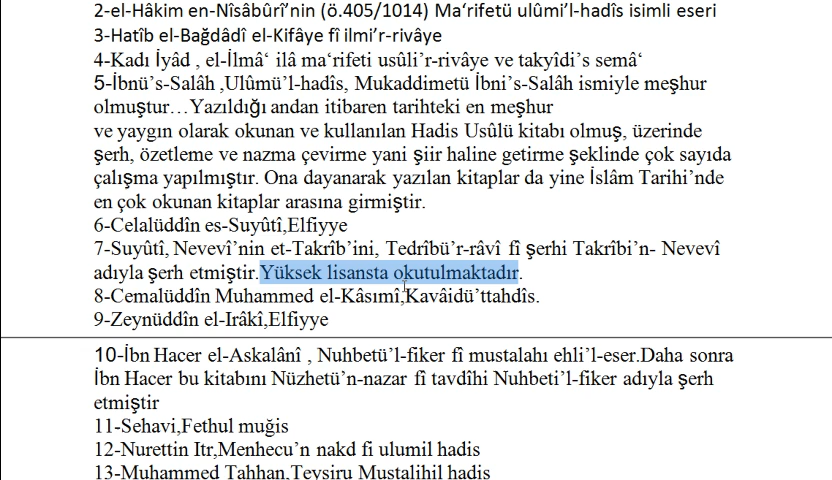 2-el-Hâkim en-Nîsâbûrî’nin (ö.405/1014) Ma‘rifetü ulûmi’l-hadîs isimli eseri
3-Hatîb el-Bağdâdî el-Kifâye fî ilmi’r-rivâye
4-Kadı İyâd , el-İlmâ‘ ilâ ma‘rifeti usûli’r-rivâye ve takyîdi’s semâ‘
5-İbnü’s-Salâh ,Ulûmü’l-hadîs, Mukaddimetü İbni’s-Salâh ismiyle meşhur
olmuştur…Yazıldığı andan itibaren tarihteki en meşhur
ve yaygın olarak okunan ve kullanılan Hadis Usûlü kitabı olmuş, üzerinde
şerh, özetleme ve nazma çevirme yani şiir haline getirme şeklinde çok sayıda
çalışma yapılmıştır. Ona dayanarak yazılan kitaplar da yine İslâm Tarihi’nde
en çok okunan kitaplar arasına girmiştir.
6-Celalüddîn es-Suyûtî,Elfiyye
7-Suyûtî, Nevevî’nin et-Takrîb’ini, Tedrîbü’r-râvî fî şerhi Takrîbi’n- Nevevî
adıyla şerh etmiştir.Yüksek lisansta okutulmaktadır.
8-Cemalüddîn Muhammed el-Kâsımî,Kavâidü’ttahdîs.
9-Zeynüddîn el-Irâkî,Elfiyye
10-İbn Hacer el-Askalânî , Nuhbetü’l-fiker fî mustalahı ehli’l-eser.Daha sonra
İbn Hacer bu kitabını Nüzhetü’n-nazar fî tavdîhi Nuhbeti’l-fiker adıyla şerh
etmiştir
11-Sehavi,Fethul muğis
12-Nurettin Itr,Menhecu’n nakd fi ulumil hadis
13-Muhammed Tahhan,Teysiru Mustalihil hadis